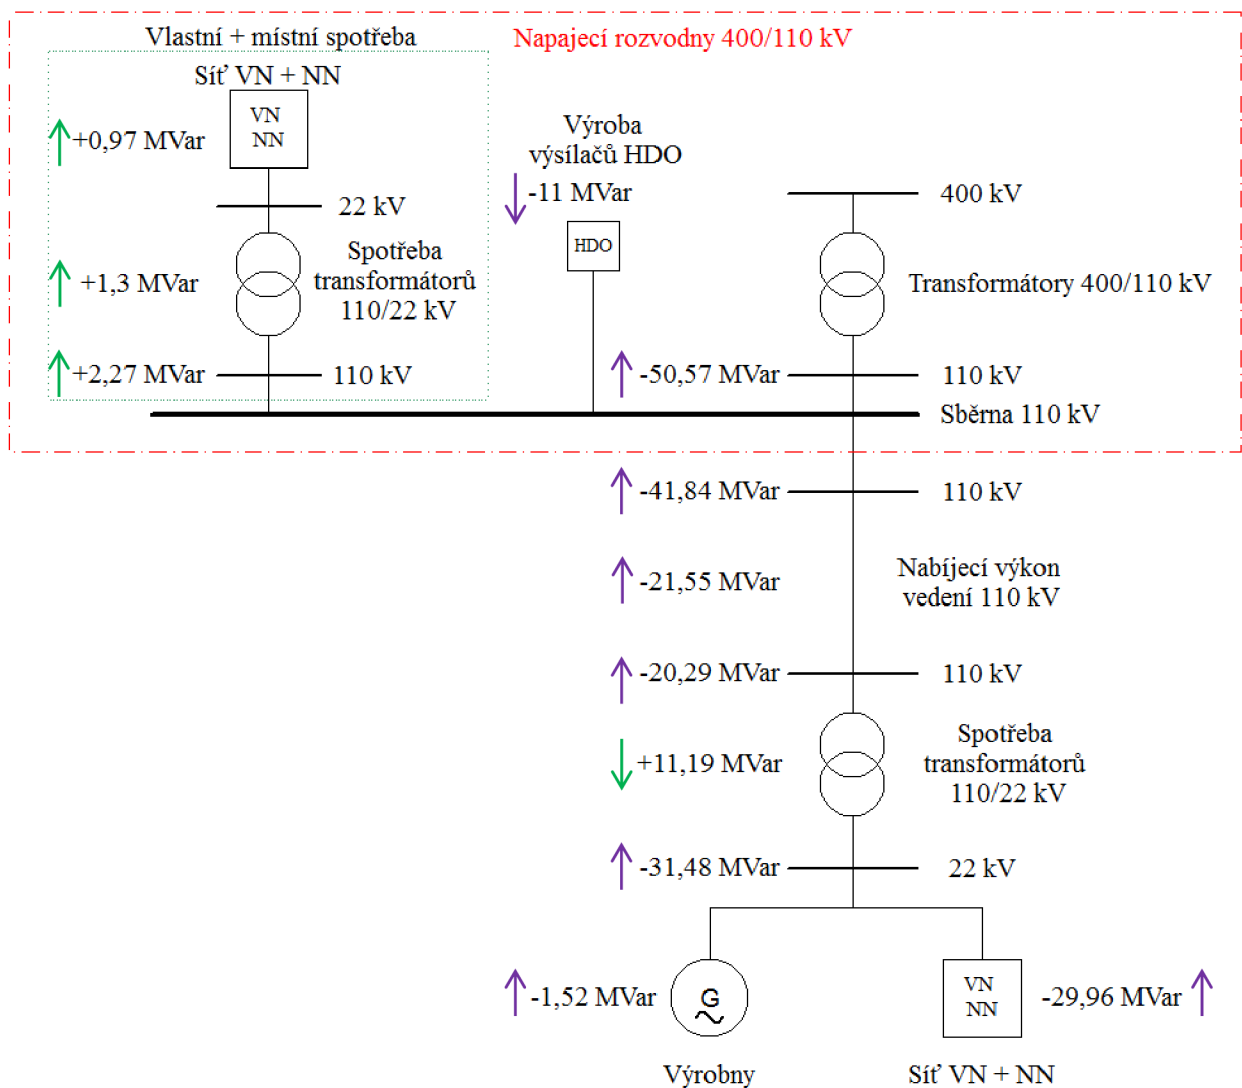 Vlastní + místní spotřeba
Napajecí rozvodny 400/110 kV
Síť VN + NN
VN
NN
+0,97 MVar
Výroba
výsílačů HDO
-11 MVar
22 kV
400 kV
HDO
Spotřeba
transformátorů
110/22 kV
+1,3 MVar
Transformátory 400/110 kV
+2,27 MVar
110 kV
-50,57 MVar
110 kV
Sběrna 110 kV
-41,84 MVar
110 kV
-21,55 MVar
Nabíjecí výkon
vedení 110 kV
-20,29 MVar
110 kV
+11,19 MVar
Spotřeba
transformátorů
110/22 kV
-31,48 MVar
22 kV
-1,52 MVar
G
VN
NN
-29,96 MVar
Výrobny
Síť VN + NN